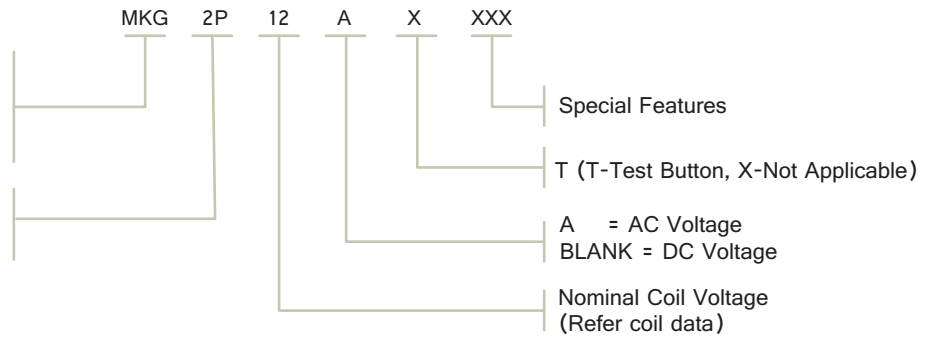 MKG 2P 12 A X XXX
Special Features
T (T-Test Button, X-Not Applicable)
A = AC Voltage
BLANK = DC Voltage
Nominal Coil Voltage
(Refer coil data)